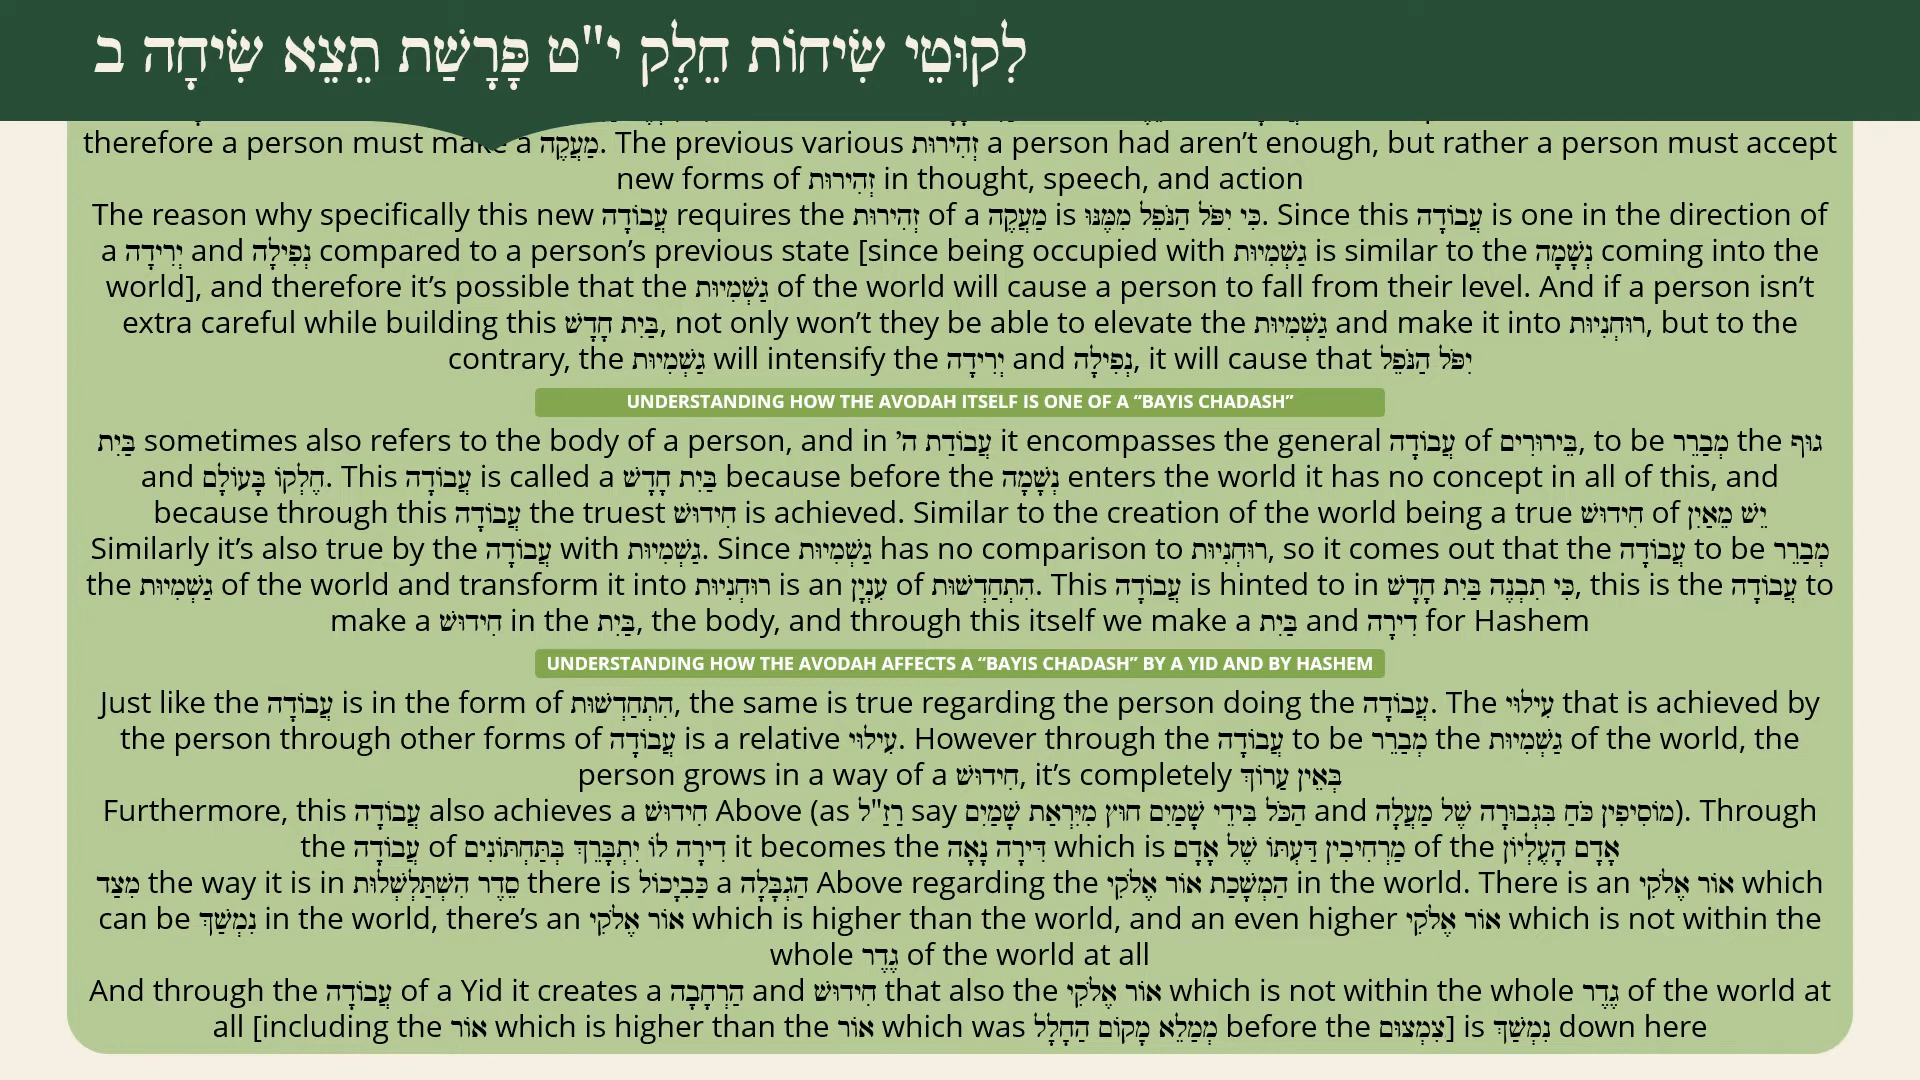 לִקוּטֵי שִׂיחוֹת חֵלֶק י"ט פָּרָשַׁת תֵצֵא שִׂיחָה ב
therefore a person must make a מַעֲקֶה. The previous various זְהִירוּת a person had aren’t enough, but rather a person must accept
new forms of זְהִירוּת in thought, speech, and action
The reason why specifically this new עֲבוֹדָה requires the זְהִירוּת of a מַעֲקֶה is כִּי יִפֹּל הַנֹּפֵל מִמֶּנּוּ. Since this עֲבוֹדָה is one in the direction of
a יְרִידָה and נְפִילָה compared to a person’s previous state [since being occupied with גַשְׁמִיוּת is similar to the נְשָׁמָה coming into the
world], and therefore it’s possible that the גַשְׁמִיוּת of the world will cause a person to fall from their level. And if a person isn’t
extra careful while building this בַּיִת חָדָשׁ, not only won’t they be able to elevate the גַשְׁמִיוּת and make it into רוּחְנִיוּת, but to the
contrary, the גַשְׁמִיוּת will intensify the יְרִידָה and נְפִילָה, it will cause that יִפֹּל הַנֹּפֵל
UNDERSTANDING HOW THE AVODAH ITSELF IS ONE OF A “BAYIS CHADASH”
בַּיִת sometimes also refers to the body of a person, and in עֲבוֹדַת ה’ it encompasses the general עֲבוֹדָה of בֵּירוּרִים, to be מְבַרֵר the גוּף
and חֶלְקוֹ בָּעוֹלָם. This עֲבוֹדָה is called a בַּיִת חָדָשׁ because before the נְשָׁמָה enters the world it has no concept in all of this, and
because through this עֲבוֹדָה the truest חִידוּשׁ is achieved. Similar to the creation of the world being a true חִידוּשׁ of יֵשׁ מֵאַיִן
Similarly it’s also true by the עֲבוֹדָה with גַשְׁמִיוּת. Since גַשְׁמִיוּת has no comparison to רוּחְנִיוּת, so it comes out that the עֲבוֹדָה to be מְבַרֵר
the גַשְׁמִיוּת of the world and transform it into רוּחְנִיוּת is an עִנְיָן of הִתְחַדְשׁוּת. This עֲבוֹדָה is hinted to in כִּי תִבְנֶה בַּיִת חָדָשׁ, this is the עֲבוֹדָה to
make a חִידוּשׁ in the בַּיִת, the body, and through this itself we make a בַּיִת and דִירָה for Hashem
UNDERSTANDING HOW THE AVODAH AFFECTS A “BAYIS CHADASH” BY A YID AND BY HASHEM
Just like the עֲבוֹדָה is in the form of הִתְחַדְשׁוּת, the same is true regarding the person doing the עֲבוֹדָה. The עִילוּי that is achieved by
the person through other forms of עֲבוֹדָה is a relative עִילוּי. However through the עֲבוֹדָה to be מְבַרֵר the גַשְׁמִיוּת of the world, the
person grows in a way of a חִידוּשׁ, it’s completely בְּאֵין עֲרוֹךְ
Furthermore, this עֲבוֹדָה also achieves a חִידוּשׁ Above (as רַזַ"ל say הַכֹּל בִּידֵי שָׁמַיִם חוּץ מִיִּרְאַת שָׁמַיִם and מוֹסִיפִין כֹּחַ בִּגְבוּרָה שֶׁל מַעְלָה). Through
the עֲבוֹדָה of דִירָה לוֹ יִתְבָּרֵךְ בְּתַּחְתּוֹנִים it becomes the דִּירָה נָאָה which is מַרְחִיבִין דַּעְתּוֹ שֶׁל אָדָם of the אָדָם הָעֶלְיוֹן
מִצַד the way it is in סֵדֶר הִשְׁתַּלְשְׁלוּת there is כַּבִיָכוֹל a הַגְבָּלָה Above regarding the הַמְשָׁכַת אוֹר אֱלֹקִי in the world. There is an אוֹר אֱלֹקִי which
can be נִמְשַׁךְ in the world, there’s an אוֹר אֱלֹקִי which is higher than the world, and an even higher אוֹר אֱלֹקִי which is not within the
whole גֶדֶר of the world at all
And through the עֲבוֹדָה of a Yid it creates a הַרְחָבָה and חִידוּשׁ that also the אוֹר אֱלֹקִי which is not within the whole גֶדֶר of the world at
all [including the אוֹר which is higher than the אוֹר which was מְמַלֵא מָקוֹם הַחָלָל before the צִמְצוּם] is נִמְשַׁךְ down here